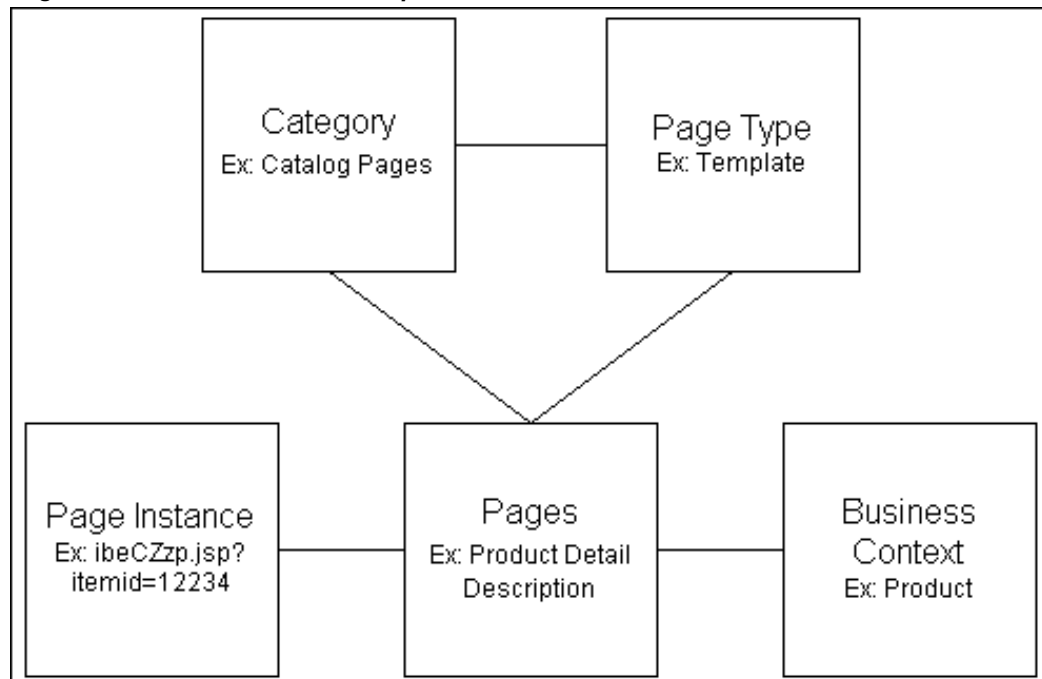 Category
Ex: Catalog Pages
Page Type
Ex: Template
Page Instance
Ex: ibeCZzp.jsp?
itemid=12234
Pages
Ex: Product Detail
Description
Business
Context
Ex: Product